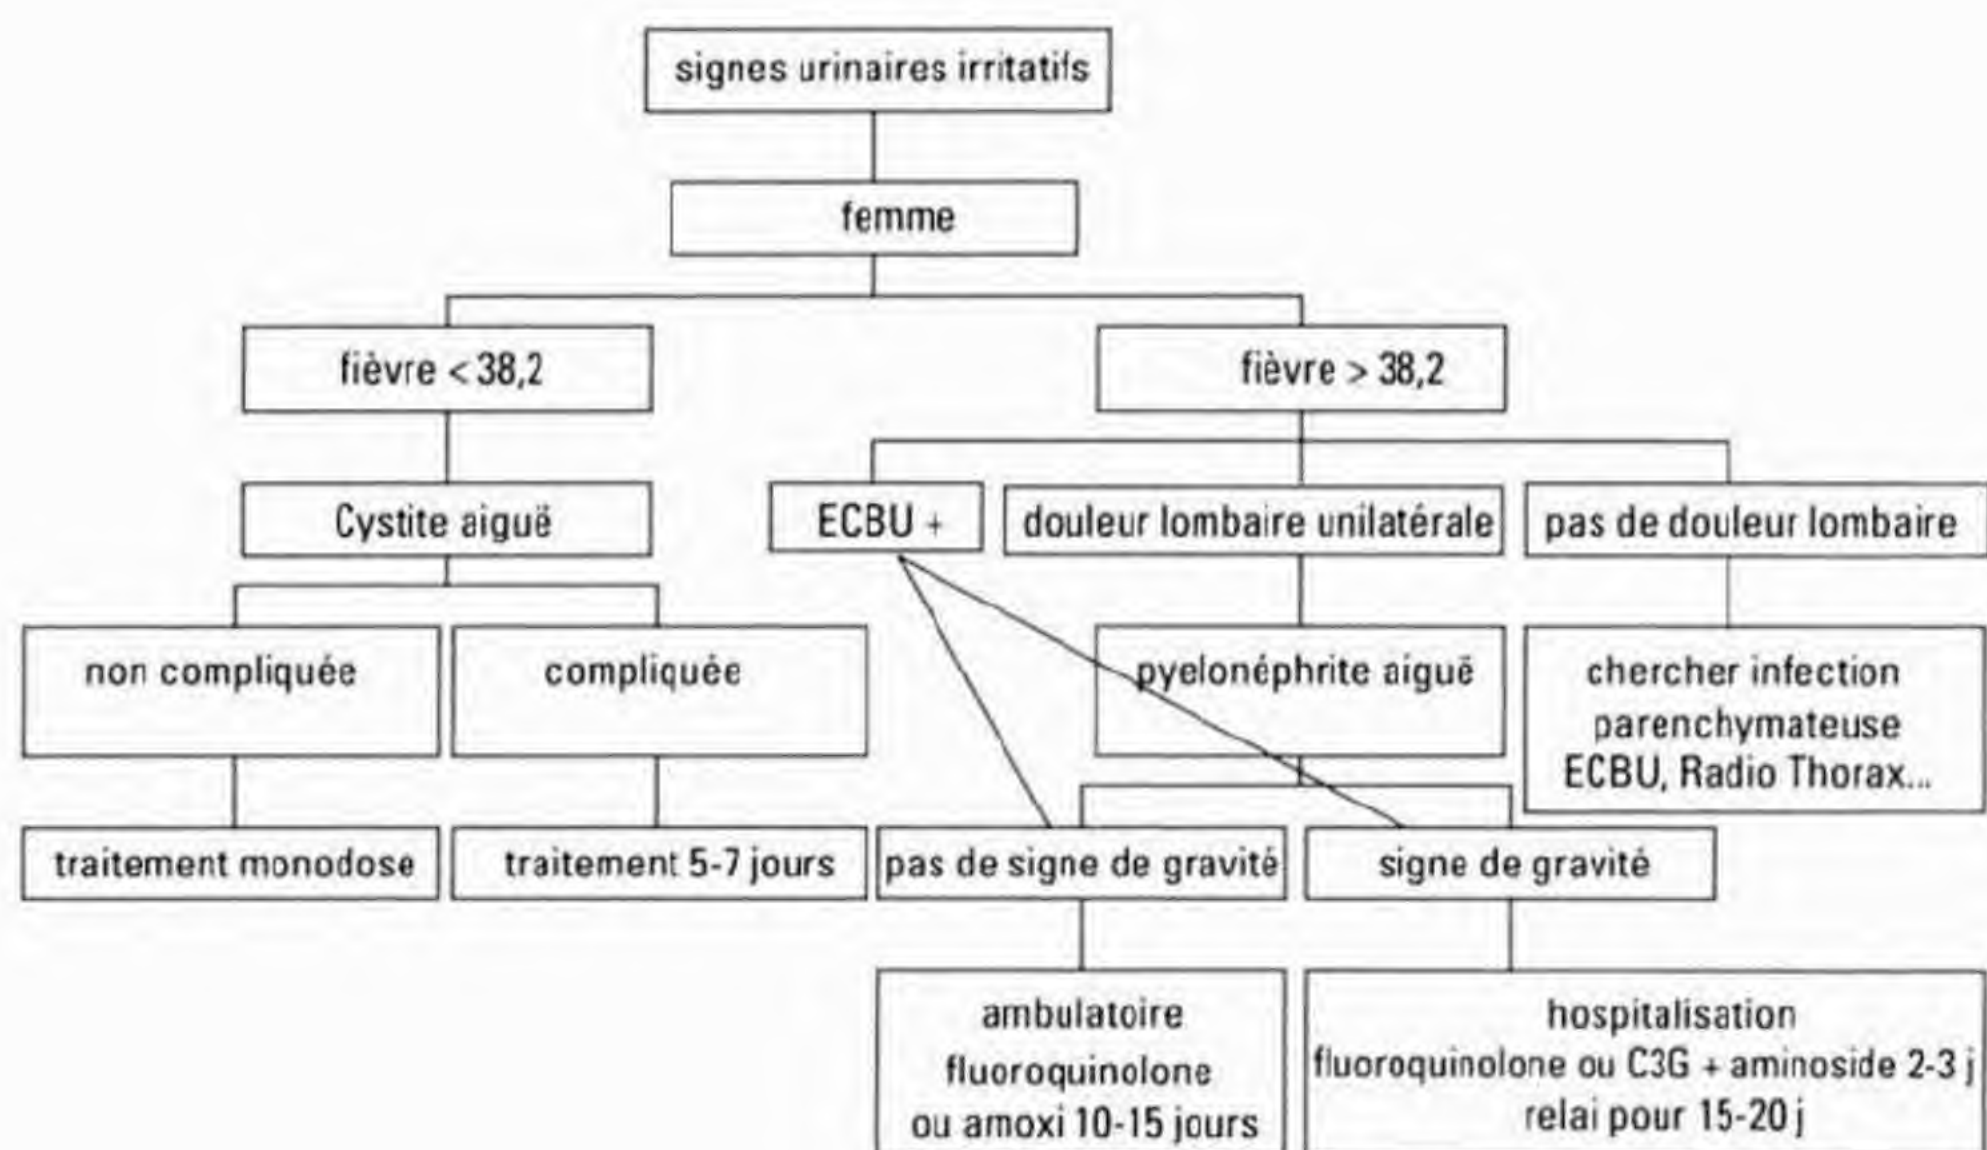 signes urinaires irritatifs
femme
fièvre < 38,2
fièvre > 38,2
Cystite aiguë
ECBU +
douleur lombaire unilatérale
pas de douleur lombaire
non compliquée
compliquée
pyelonéphrite aiguë
chercher infection
parenchymateuse
ECBU, Radio Thorax...
traitement monodose
traitement 5-7 jours
pas de signe de gravité
signe de gravité
ambulatoire
fluoroquinolone
ou amoxi 10-15 jours
hospitalisation
fluoroquinolone ou C3G + aminoside 2-3 j
relai pour 15-20 j